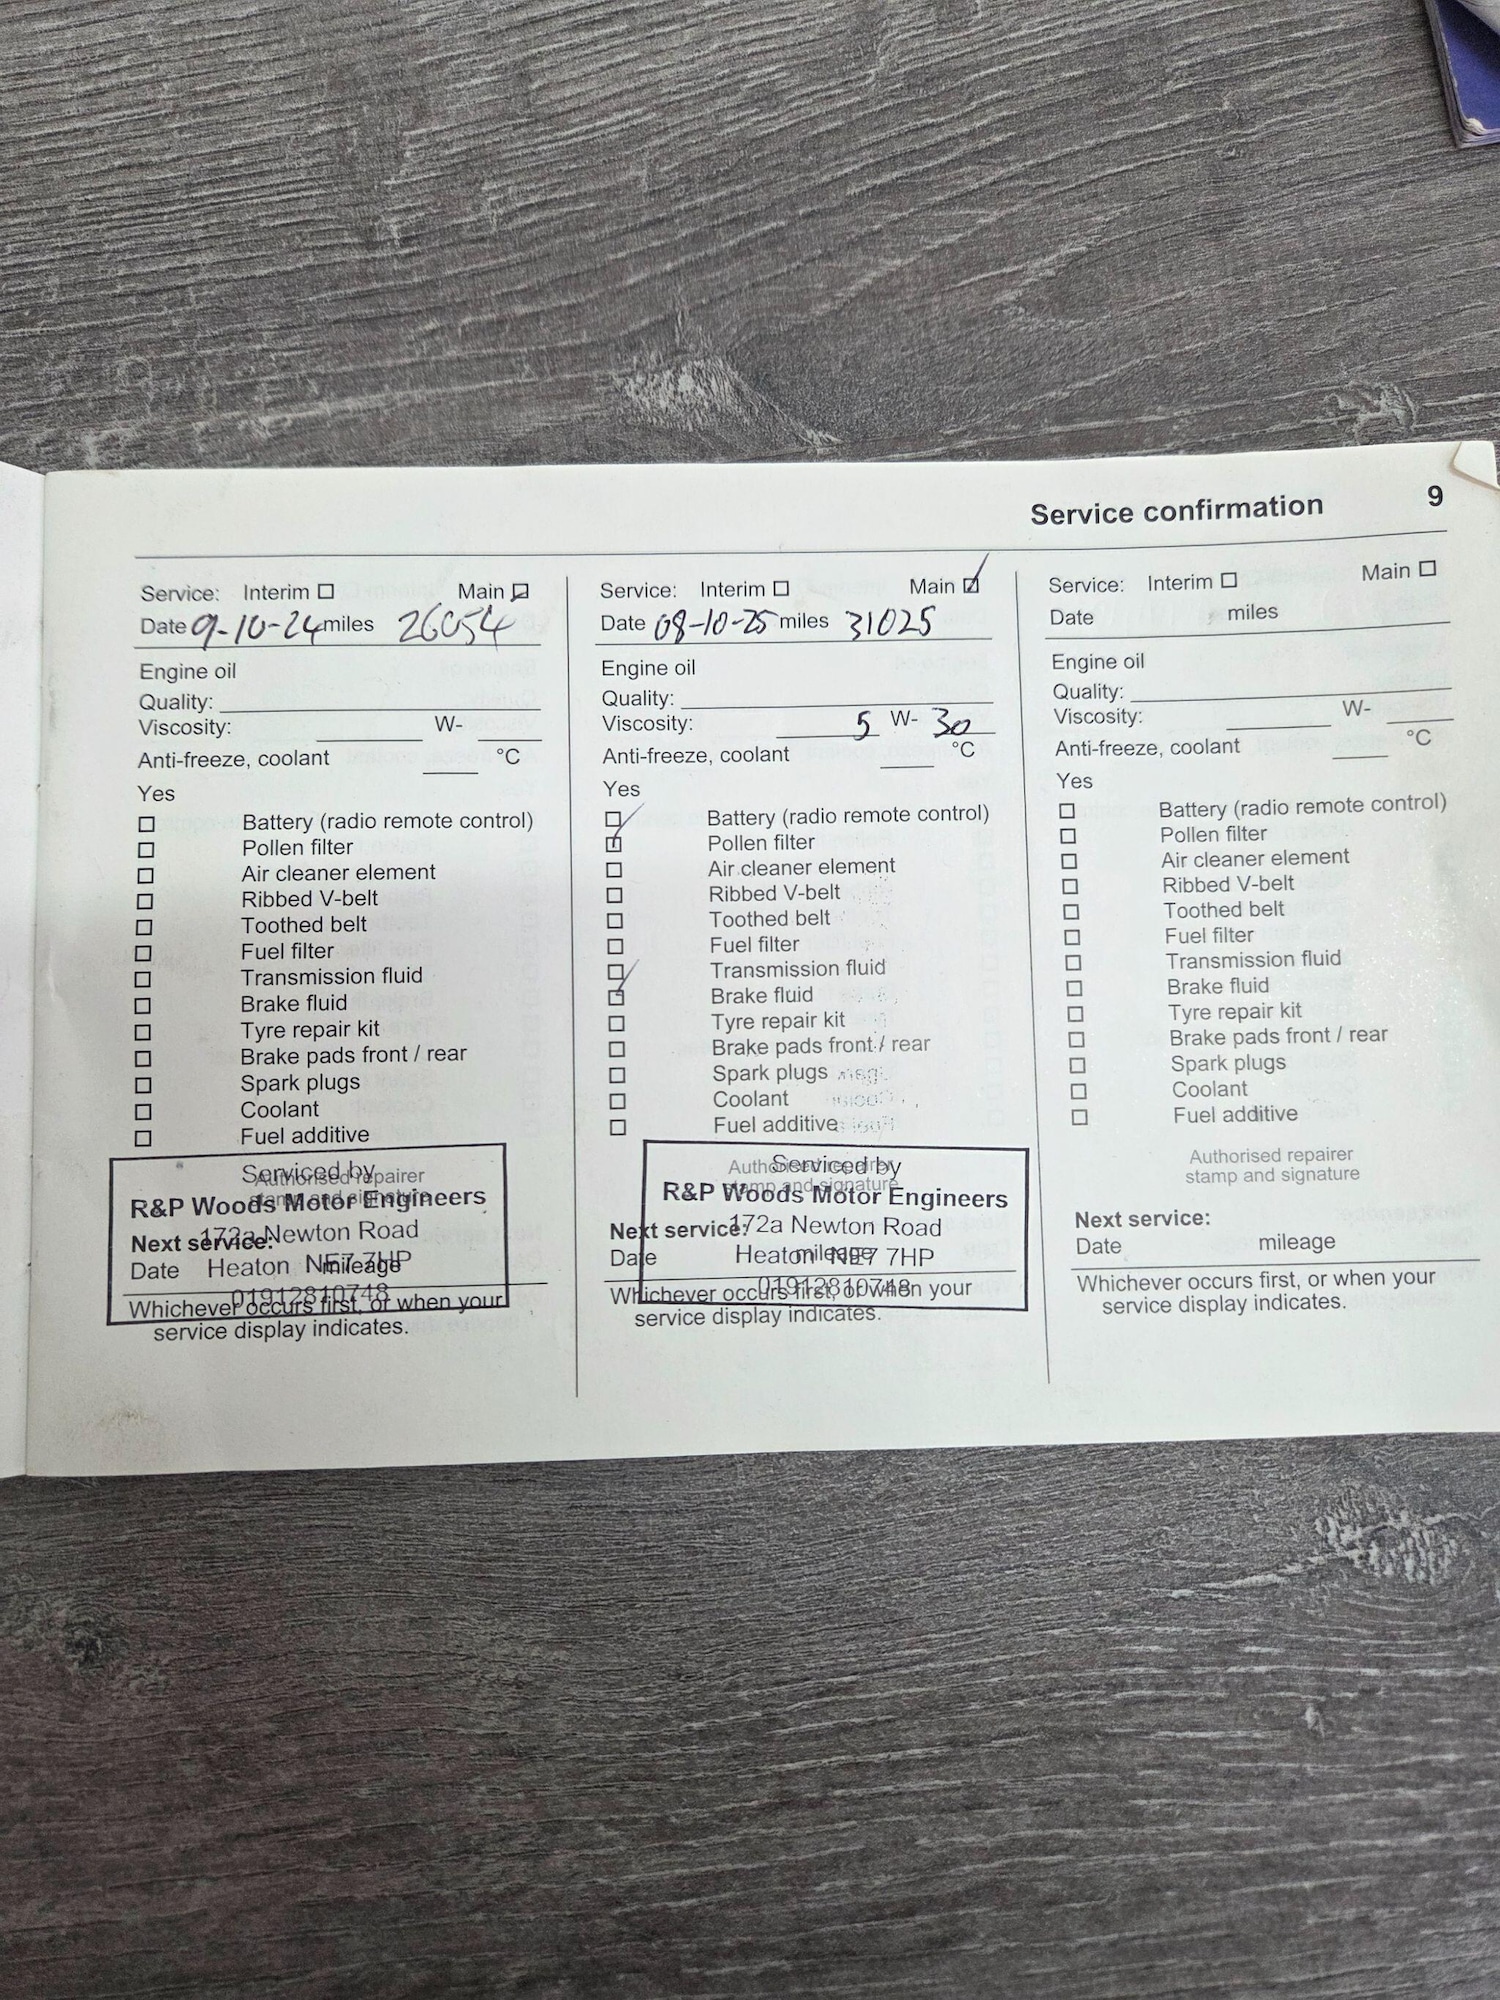 Service confirmation 9
Service: Interim Main
Date 9-10-24 miles 26054
Engine oil
Quality:
Viscosity: W-
Anti-freeze, coolant °C
Yes
Battery (radio remote control)
Pollen filter
Air cleaner element
Ribbed V-belt
Toothed belt
Fuel filter
Transmission fluid
Brake fluid
Tyre repair kit
Brake pads front / rear
Spark plugs
Coolant
Fuel additive
Authorised repairer
stamp and signature
Serviced by
R&P Woods Motor Engineers
172a Newton Road
Heaton NE7 7HP
01912810748
Next service:
Date mileage
Whichever occurs first, or when your
service display indicates.
Service: Interim Main
Date 08-10-25 miles 31025
Engine oil
Quality:
Viscosity: 5 W- 30
Anti-freeze, coolant °C
Yes
Battery (radio remote control)
Pollen filter
Air cleaner element
Ribbed V-belt
Toothed belt
Fuel filter
Transmission fluid
Brake fluid
Tyre repair kit
Brake pads front / rear
Spark plugs
Coolant
Fuel additive
Authorised repairer
stamp and signature
Serviced by
R&P Woods Motor Engineers
172a Newton Road
Heaton NE7 7HP
01912810748
Next service:
Date mileage
Whichever occurs first, or when your
service display indicates.
Service: Interim Main
Date miles
Engine oil
Quality:
Viscosity: W-
Anti-freeze, coolant °C
Yes
Battery (radio remote control)
Pollen filter
Air cleaner element
Ribbed V-belt
Toothed belt
Fuel filter
Transmission fluid
Brake fluid
Tyre repair kit
Brake pads front / rear
Spark plugs
Coolant
Fuel additive
Authorised repairer
stamp and signature
Next service:
Date mileage
Whichever occurs first, or when your
service display indicates.